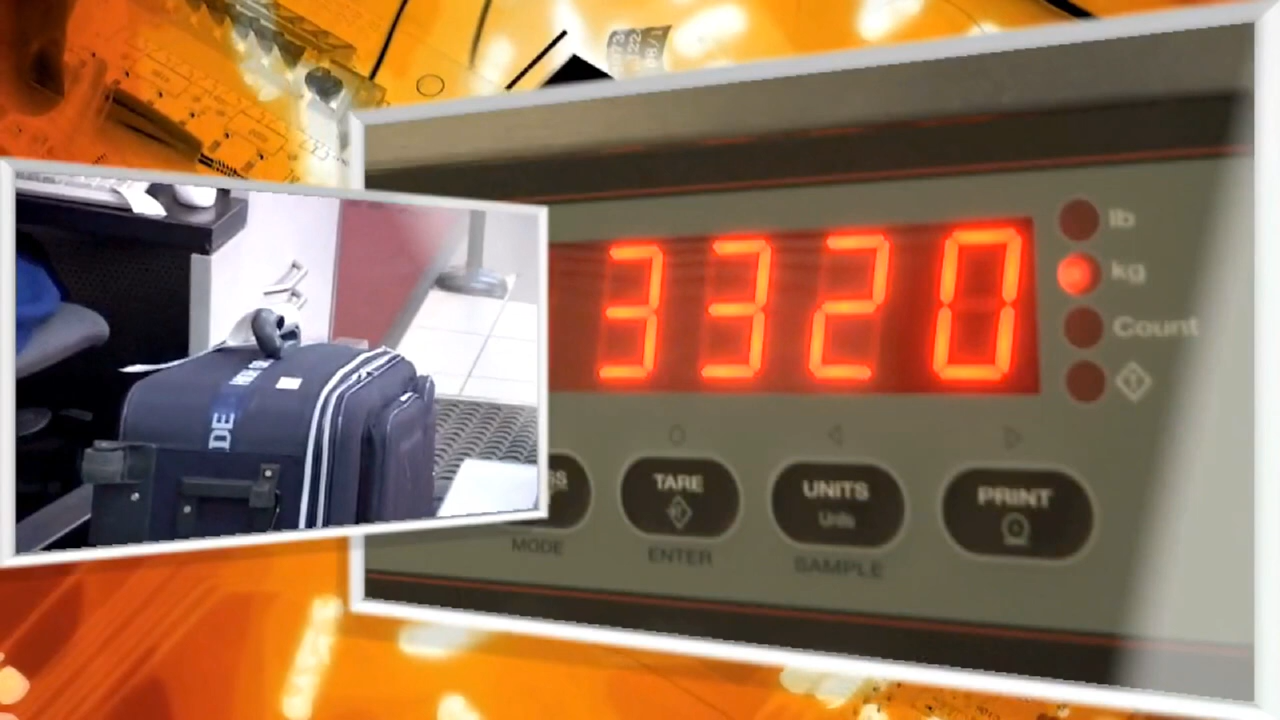 3320
lb
kg
Count
TARE
UNITS
Units
PRINT
MODE
ENTER
SAMPLE
DE